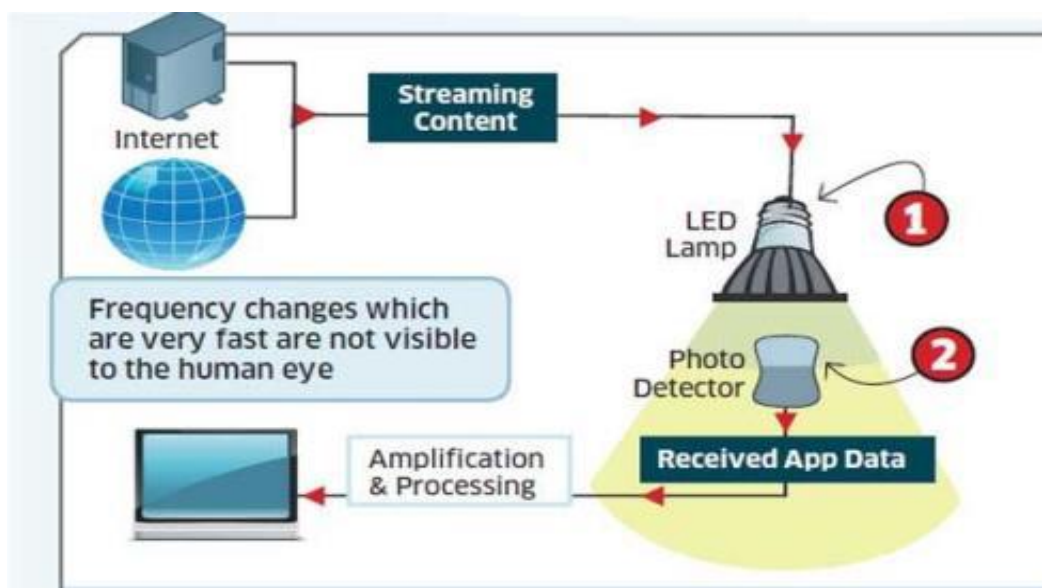 Internet
Streaming
Content
LED
Lamp
1
Frequency changes which
are very fast are not visible
to the human eye
Photo
Detector
2
Received App Data
Amplification
& Processing